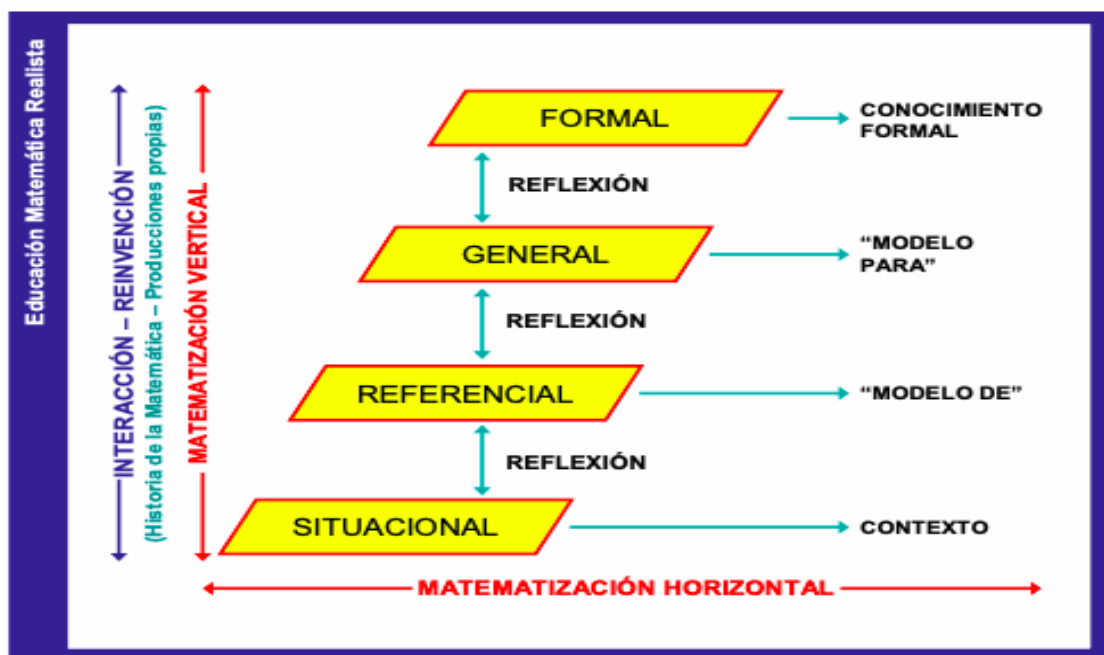 Educación Matemática Realista
INTERACCIÓN – REINVENCIÓN
(Historia de la Matemática – Producciones propias)
MATEMATIZACIÓN VERTICAL
FORMAL
CONOCIMIENTO
FORMAL
REFLEXIÓN
GENERAL
“MODELO
PARA”
REFLEXIÓN
REFERENCIAL
“MODELO DE”
REFLEXIÓN
SITUACIONAL
CONTEXTO
MATEMATIZACIÓN HORIZONTAL